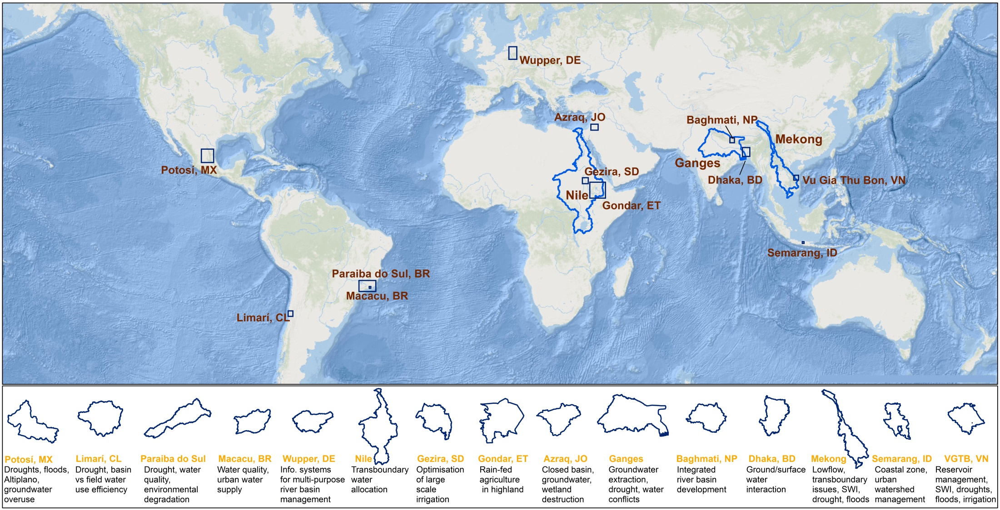 Wupper, DE
Azraq, JO
Baghmati, NP
Mekong
Potosí, MX
Ganges
Gezira, SD
Dhaka, BD
Vu Gia Thu Bon, VN
Nile
Gondar, ET
Semarang, ID
Paraiba do Sul, BR
Macacu, BR
Limarí, CL
Potosí, MX
Droughts, floods,
Altiplano,
groundwater
overuse
Limarí, CL
Drought, basin
vs field water
use efficiency
Paraiba do Sul
Drought, water
quality,
environmental
degradation
Macacu, BR
Water quality,
urban water
supply
Wupper, DE
Info. systems
for multi-purpose
river basin
management
Nile
Transboundary
water
allocation
Gezira, SD
Optimisation
of large
scale
irrigation
Gondar, ET
Rain-fed
agriculture
in highland
Azraq, JO
Closed basin,
groundwater,
wetland
destruction
Ganges
Groundwater
extraction,
drought, water
conflicts
Baghmati, NP
Integrated
river basin
development
Dhaka, BD
Ground/surface
water
interaction
Mekong
Lowflow,
transboundary
issues, SWI,
drought, floods
Semarang, ID
Coastal zone,
urban
watershed
management
VGTB, VN
Reservoir
management,
SWI, droughts,
floods, irrigation